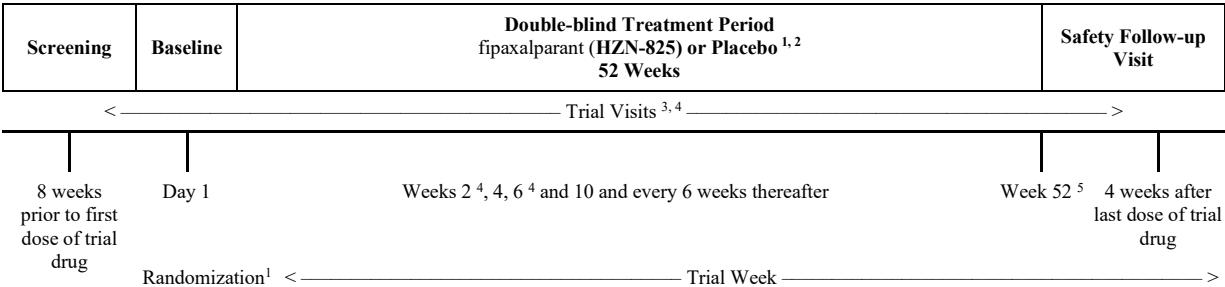 Screening
Baseline
Double-blind Treatment Period
fipaxalparant (HZN-825) or Placebo 1, 2
52 Weeks
Safety Follow-up
Visit
Trial Visits 3, 4
8 weeks
prior to first
dose of trial
drug
Day 1
Weeks 2 4, 4, 6 4 and 10 and every 6 weeks thereafter
Week 52 5
4 weeks after
last dose of trial
drug
Randomization1
Trial Week